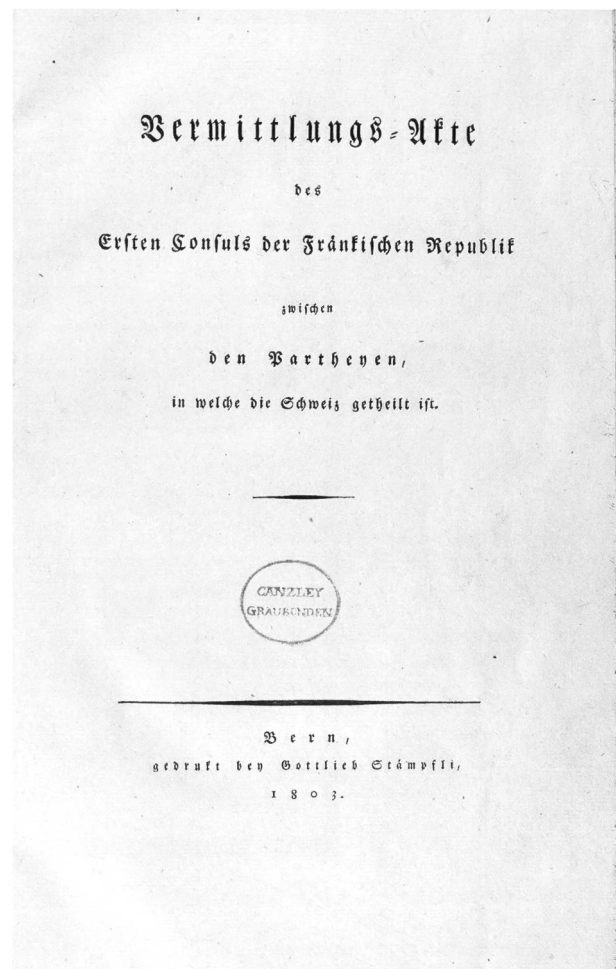 Vermittlungs-Akte
des
Ersten Consuls der Fränkischen Republik
zwischen
den Partheyen,
in welche die Schweiz getheilt ist.
CANZLEY
GRAUBÜNDEN
Bern,
gedrukt bey Gottlieb Stämpfli,
1803.